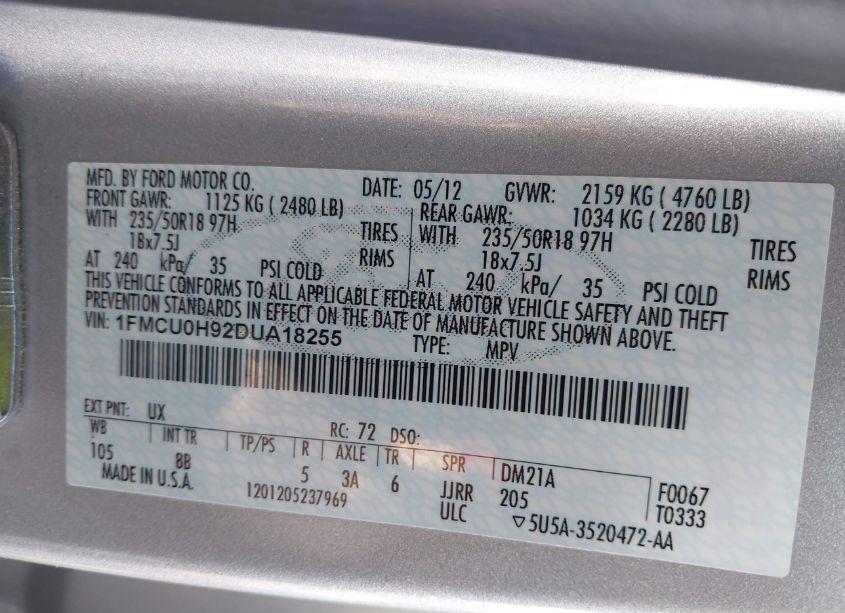 MFD. BY FORD MOTOR CO. DATE: 05/12 GVWR: 2159 KG ( 4760 LB)
FRONT GAWR: 1125 KG ( 2480 LB) REAR GAWR: 1034 KG ( 2280 LB)
WITH 235/50R18 97H TIRES WITH 235/50R18 97H TIRES
18x7.5J RIMS 18x7.5J RIMS
AT 240 kPa/ 35 PSI COLD AT 240 kPa/ 35 PSI COLD
THIS VEHICLE CONFORMS TO ALL APPLICABLE FEDERAL MOTOR VEHICLE SAFETY AND THEFT
PREVENTION STANDARDS IN EFFECT ON THE DATE OF MANUFACTURE SHOWN ABOVE.
VIN: 1FMCU0H92DUA18255 TYPE: MPV
EXT PNT: UX RC: 72 DSO:
WB INT TR TP/PS R AXLE TR SPR DM21A F0067
105 8B 5 3A 6 JJRR 205 T0333
MADE IN U.S.A. 1201205237969 ULC ▽5U5A-3520472-AA